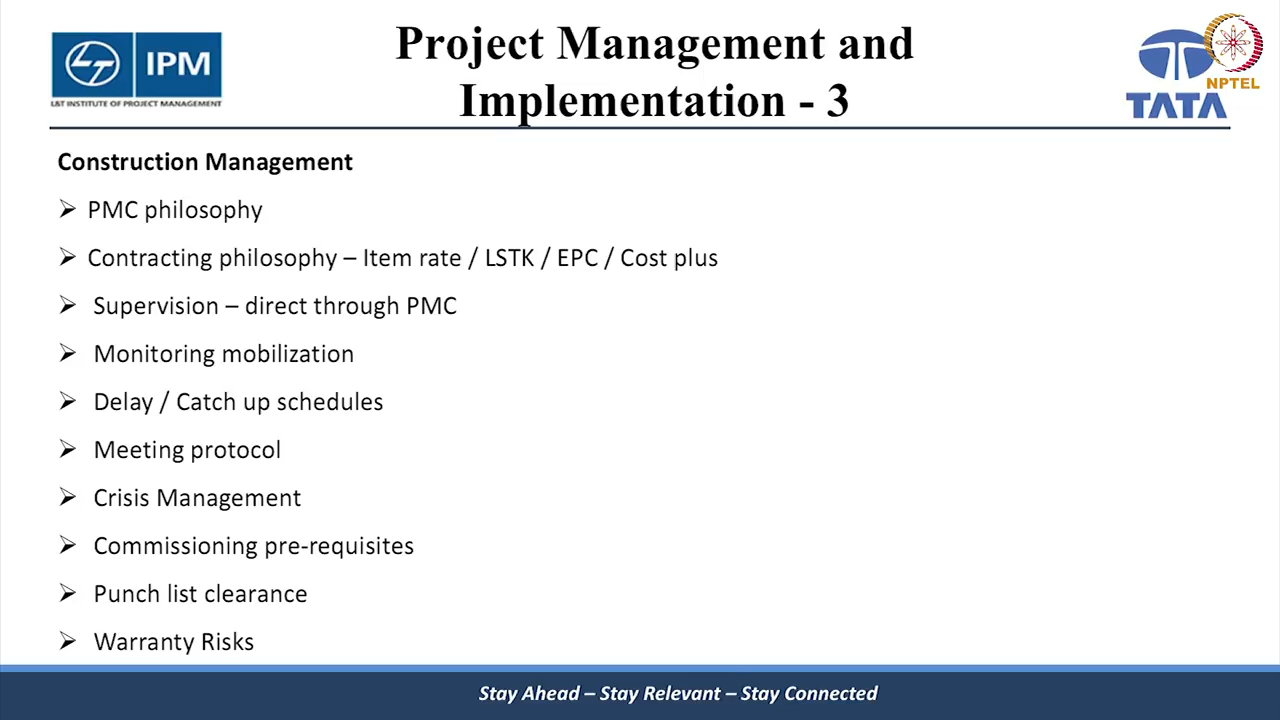 IPM
L&T INSTITUTE OF PROJECT MANAGEMENT
Project Management and
Implementation - 3
TATA
NPTEL
Construction Management
➢ PMC philosophy
➢ Contracting philosophy – Item rate / LSTK / EPC / Cost plus
➢ Supervision – direct through PMC
➢ Monitoring mobilization
➢ Delay / Catch up schedules
➢ Meeting protocol
➢ Crisis Management
➢ Commissioning pre-requisites
➢ Punch list clearance
➢ Warranty Risks
Stay Ahead – Stay Relevant – Stay Connected